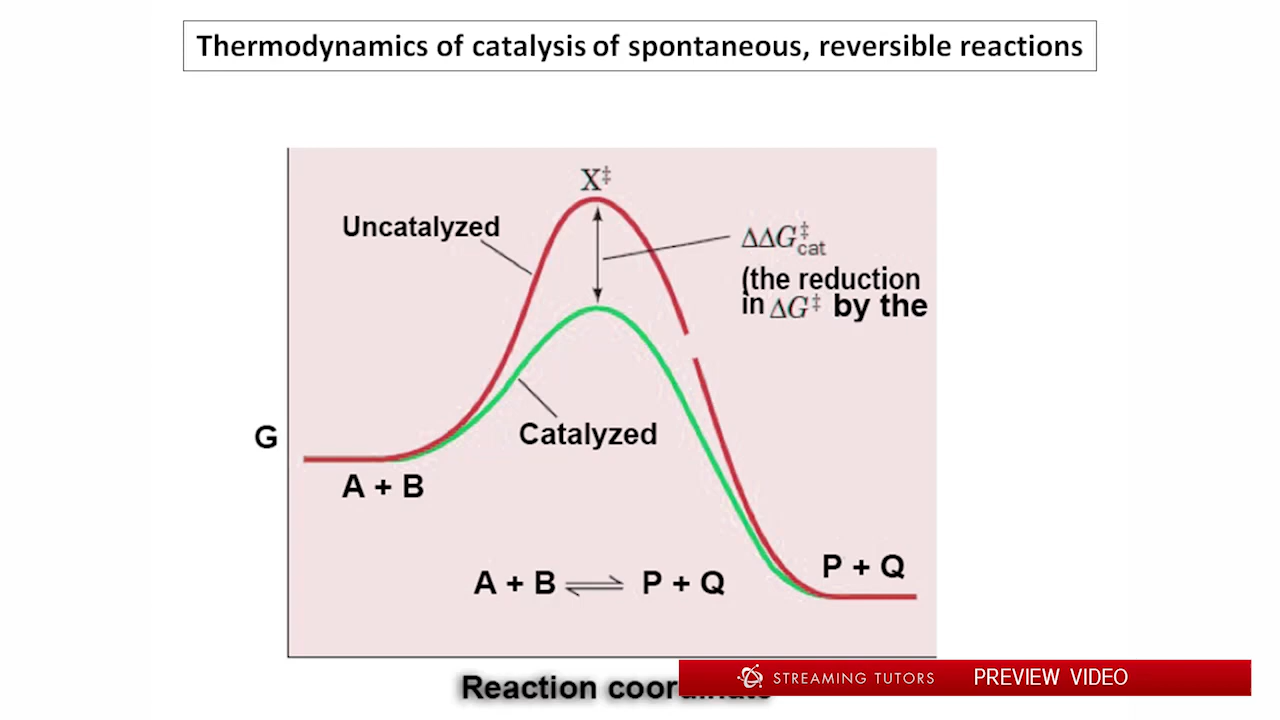 Thermodynamics of catalysis of spontaneous, reversible reactions
X‡
Uncatalyzed
ΔΔG‡cat
(the reduction
in ΔG‡ by the
Catalyzed
G
A + B
P + Q
A + B ⇌ P + Q
Reaction coordinate
STREAMING TUTORS PREVIEW VIDEO